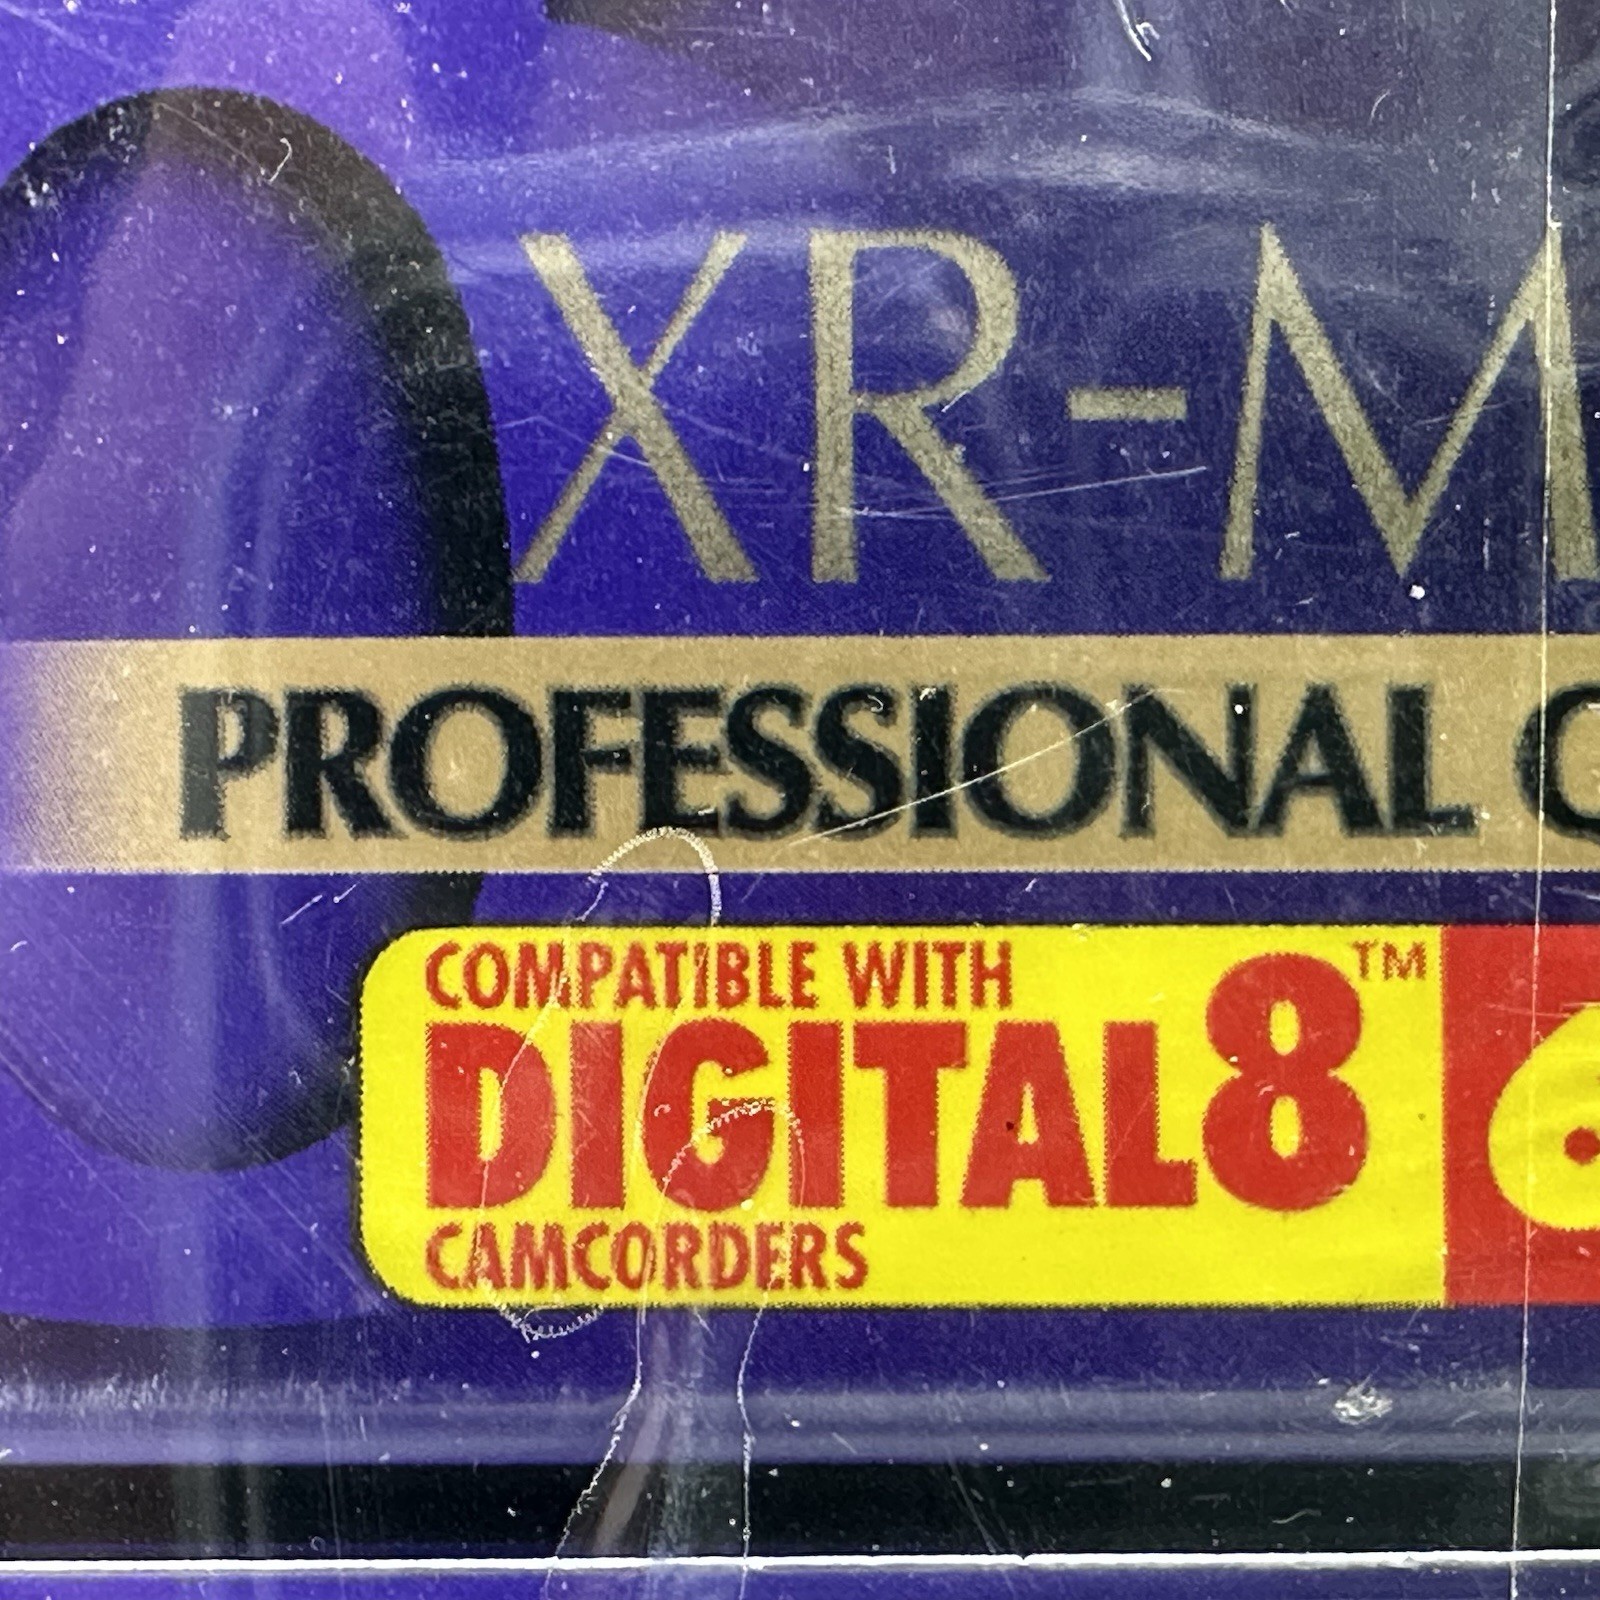 XR-M
PROFESSIONAL
COMPATIBLE WITH
DIGITAL8™
CAMCORDERS